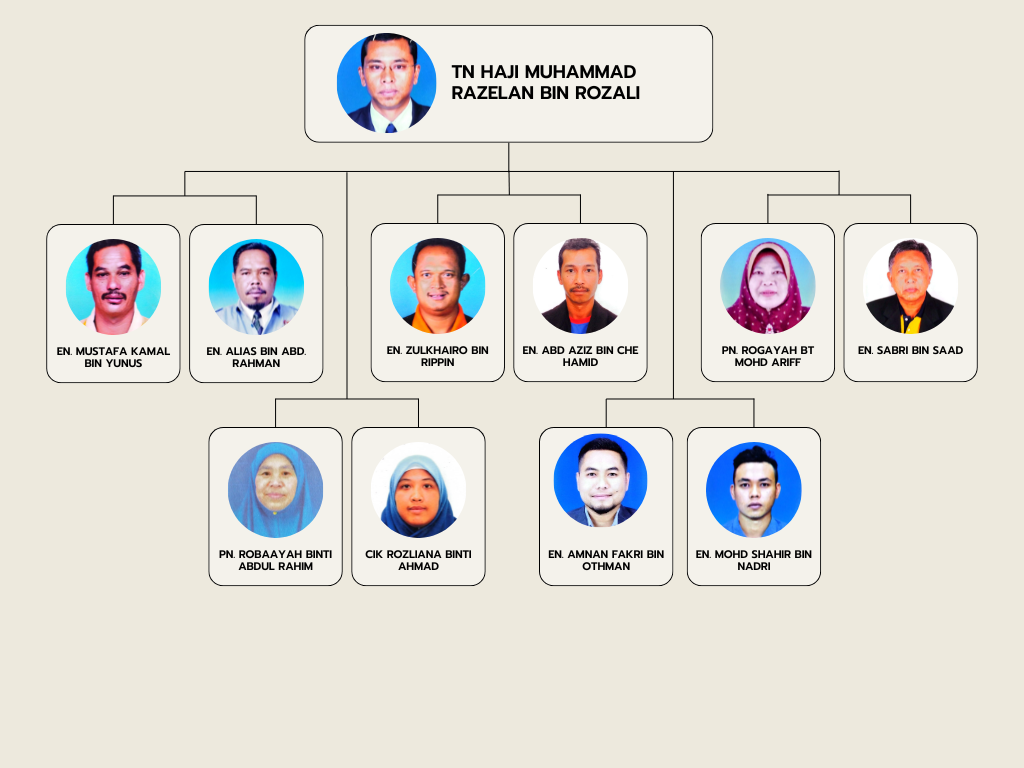 TN HAJI MUHAMMAD
RAZELAN BIN ROZALI
EN. MUSTAFA KAMAL
BIN YUNUS
EN. ALIAS BIN ABD.
RAHMAN
EN. ZULKHAIRO BIN
RIPPIN
EN. ABD AZIZ BIN CHE
HAMID
PN. ROGAYAH BT
MOHD ARIFF
EN. SABRI BIN SAAD
PN. ROBAAYAH BINTI
ABDUL RAHIM
CIK ROZLIANA BINTI
AHMAD
EN. AMNAN FAKRI BIN
OTHMAN
EN. MOHD SHAHIR BIN
NADRI